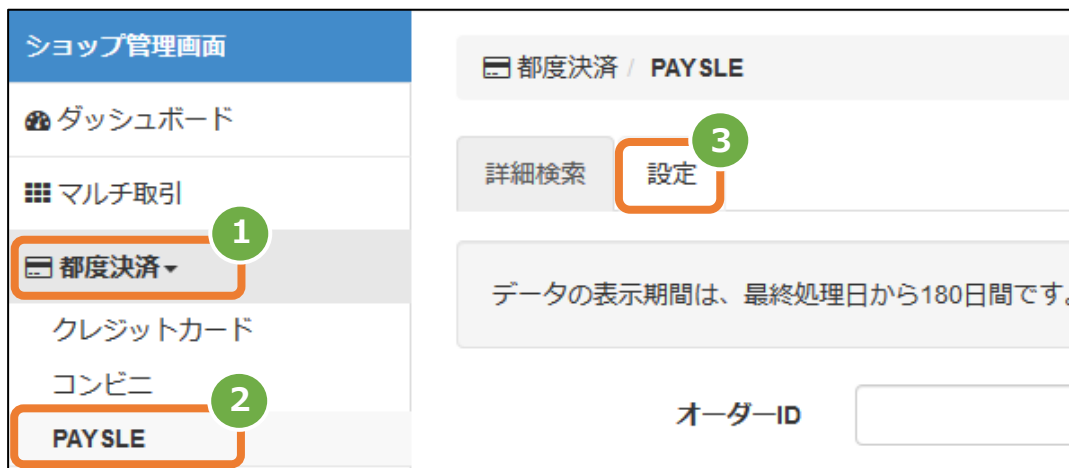 ショップ管理画面
ダッシュボード
マルチ取引
1
都度決済
クレジットカード
コンビニ
2
PAYSLE
都度決済 / PAYSLE
3
詳細検索 設定
データの表示期間は、最終処理日から180日間です。
オーダーID